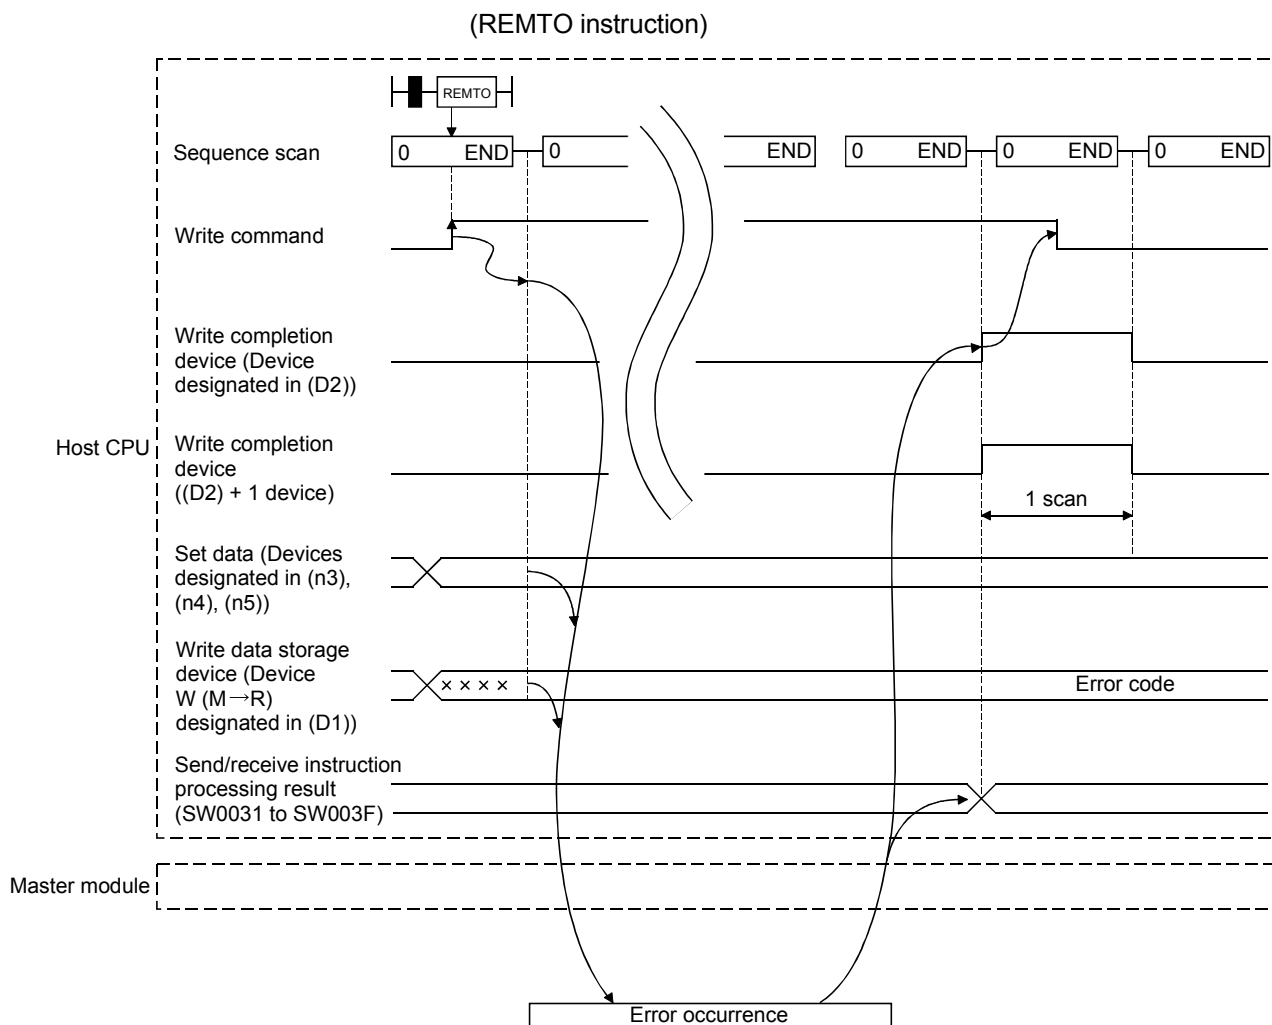 (REMTO instruction)
REMTO
Sequence scan
0 END 0 END 0 END 0 END 0 END
Write command
Write completion
device (Device
designated in (D2))
Host CPU
Write completion
device
((D2) + 1 device)
1 scan
Set data (Devices
designated in (n3),
(n4), (n5))
Write data storage
device (Device
W (M→R)
designated in (D1))
× × × ×
Error code
Send/receive instruction
processing result
(SW0031 to SW003F)
Master module
Error occurrence